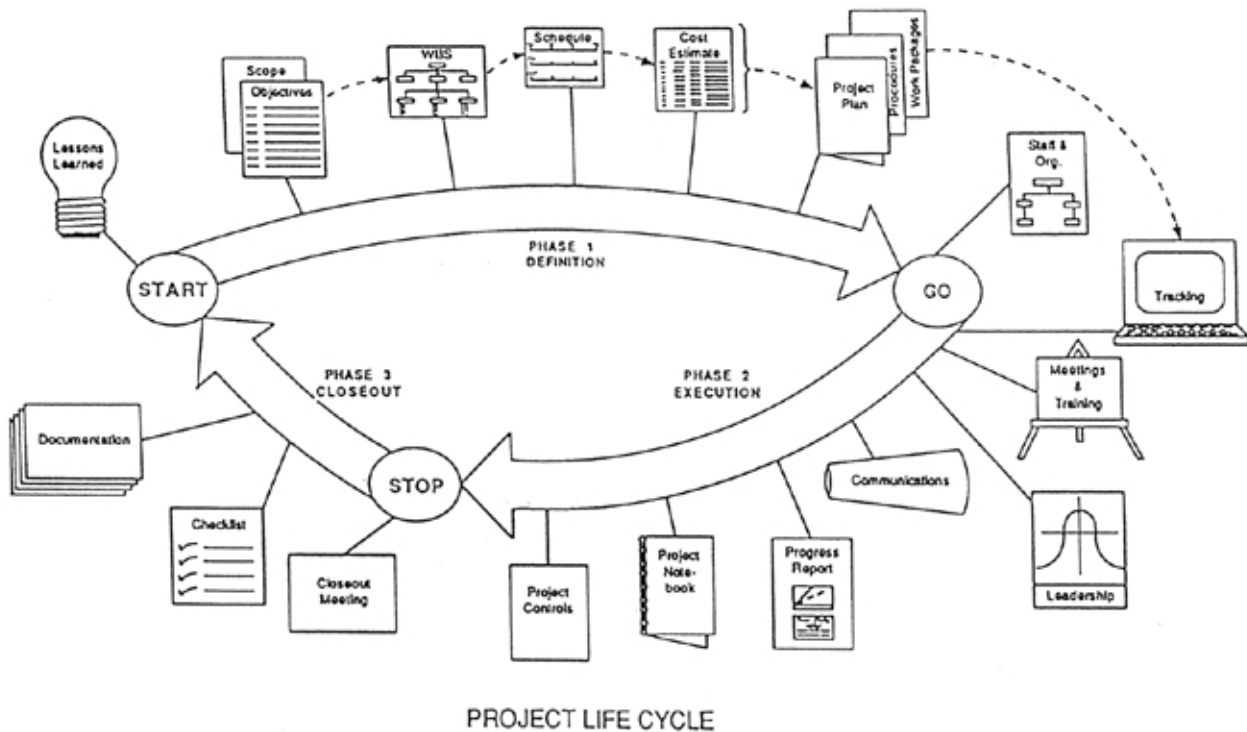 Scope
Objectives
WBS
Schedule
Cost
Estimate
Project
Plan
Procedures
Work Packages
Lessons
Learned
Staff &
Org.
START
PHASE 1
DEFINITION
GO
Tracking
PHASE 3
CLOSEOUT
PHASE 2
EXECUTION
Meetings
&
Training
Documentation
STOP
Communications
Checklist
Closeout
Meeting
Project
Controls
Project
Note-
book
Progress
Report
Leadership
PROJECT LIFE CYCLE